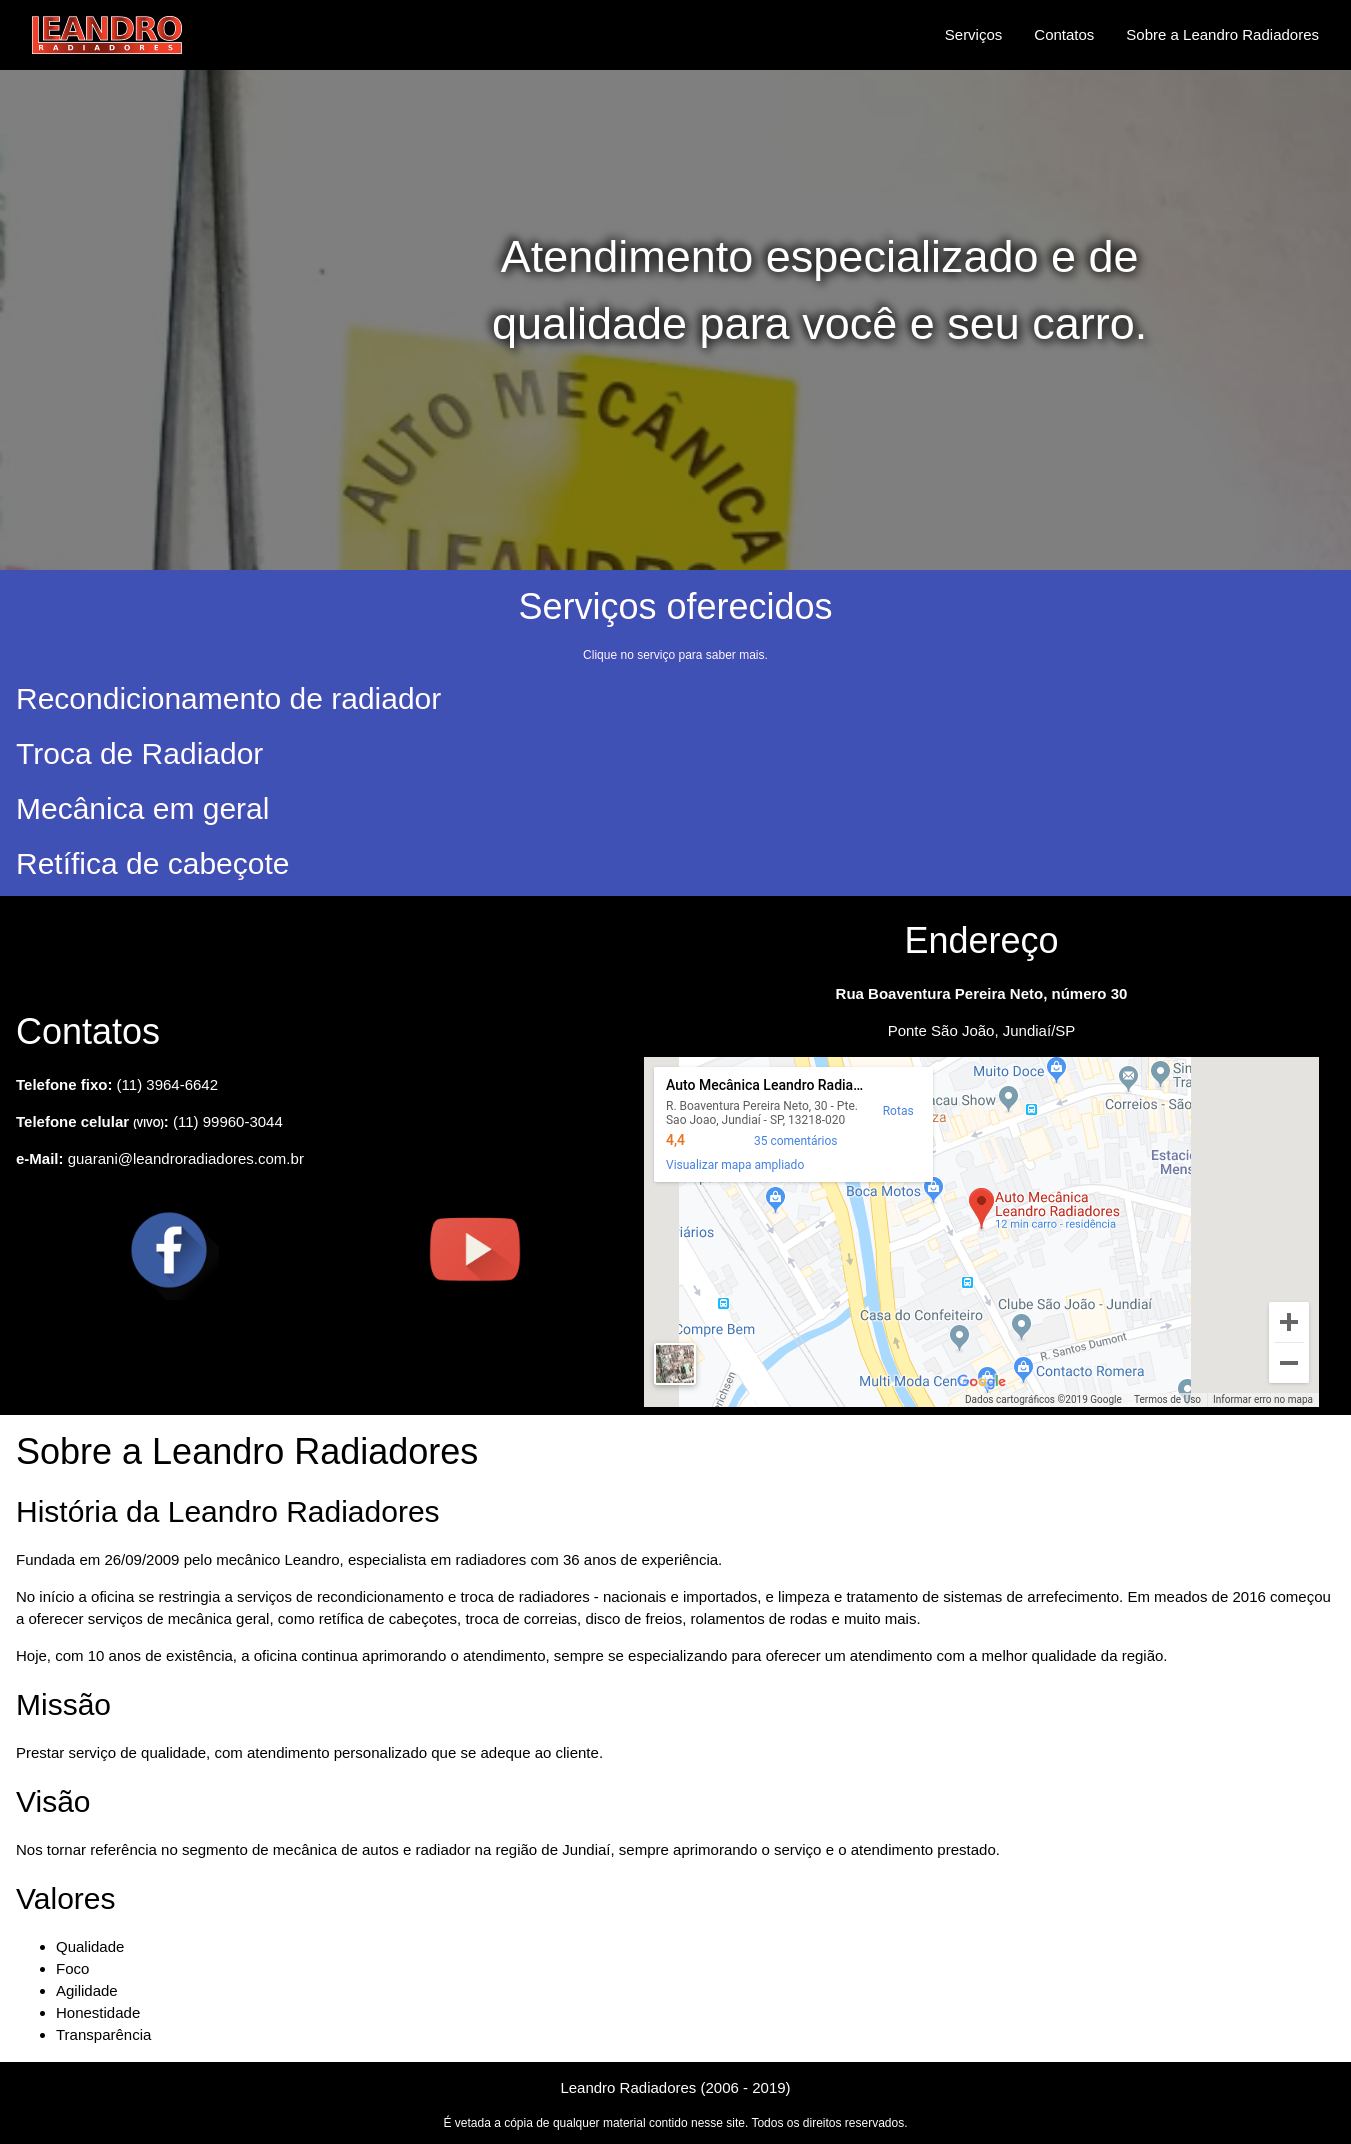 LEANDRO
RADIADORES
Serviços Contatos Sobre a Leandro Radiadores
Atendimento especializado e de
qualidade para você e seu carro.
AUTO MECÂNICA
LEANDRO
Serviços oferecidos
Clique no serviço para saber mais.
Recondicionamento de radiador
Troca de Radiador
Mecânica em geral
Retífica de cabeçote
Contatos
Telefone fixo: (11) 3964-6642
Telefone celular (VIVO): (11) 99960-3044
e-Mail: guarani@leandroradiadores.com.br
Endereço
Rua Boaventura Pereira Neto, número 30
Ponte São João, Jundiaí/SP
Auto Mecânica Leandro Radia...
R. Boaventura Pereira Neto, 30 - Pte.
Sao Joao, Jundiaí - SP, 13218-020
Rotas
4,4 35 comentários
Visualizar mapa ampliado
Muito Doce
acau Show
za
Sin
Tra
Correios - São
Estacio
Mens
Boca Motos
Auto Mecânica
Leandro Radiadores
12 min carro - residência
iários
Clube São João - Jundiaí
Casa do Confeiteiro
Compre Bem
R. Santos Dumont
Contacto Romera
Multi Moda Cen
erichsen
Google
Dados cartográficos ©2019 Google Termos de Uso Informar erro no mapa
Sobre a Leandro Radiadores
História da Leandro Radiadores
Fundada em 26/09/2009 pelo mecânico Leandro, especialista em radiadores com 36 anos de experiência.
No início a oficina se restringia a serviços de recondicionamento e troca de radiadores - nacionais e importados, e limpeza e tratamento de sistemas de arrefecimento. Em meados de 2016 começou
a oferecer serviços de mecânica geral, como retífica de cabeçotes, troca de correias, disco de freios, rolamentos de rodas e muito mais.
Hoje, com 10 anos de existência, a oficina continua aprimorando o atendimento, sempre se especializando para oferecer um atendimento com a melhor qualidade da região.
Missão
Prestar serviço de qualidade, com atendimento personalizado que se adeque ao cliente.
Visão
Nos tornar referência no segmento de mecânica de autos e radiador na região de Jundiaí, sempre aprimorando o serviço e o atendimento prestado.
Valores
Qualidade
Foco
Agilidade
Honestidade
Transparência
Leandro Radiadores (2006 - 2019)
É vetada a cópia de qualquer material contido nesse site. Todos os direitos reservados.